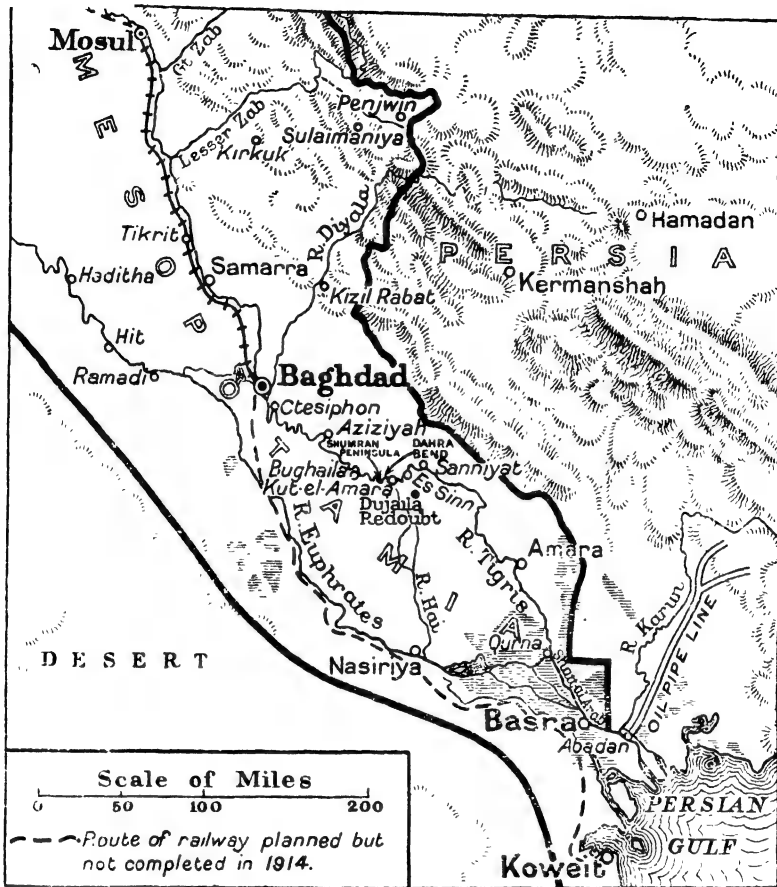 Mosul
Gt Zab
MESOPOTAMIA
Lesser Zab
Penjwin
Sulaimaniya
Kirkuk
R. Diyala
Hamadan
PERSIA
Tikrit
Samarra
Kermanshah
Haditha
Kizil Rabat
Hit
Ramadi
Baghdad
Ctesiphon
Aziziyah
SHUMRAN
PENINSULA
DAHRA
BEND
Sanniyat
Kut-el-Amara
Es Sinn
Dujaila
Redoubt
R. Euphrates
R. Tigris
Amara
R. Hai
R. Karun
OIL PIPE LINE
DESERT
Nasiriya
Qurna
Basra
Abadan
PERSIAN
GULF
Koweit
Scale of Miles
0 50 100 200
Route of railway planned but
not completed in 1914.